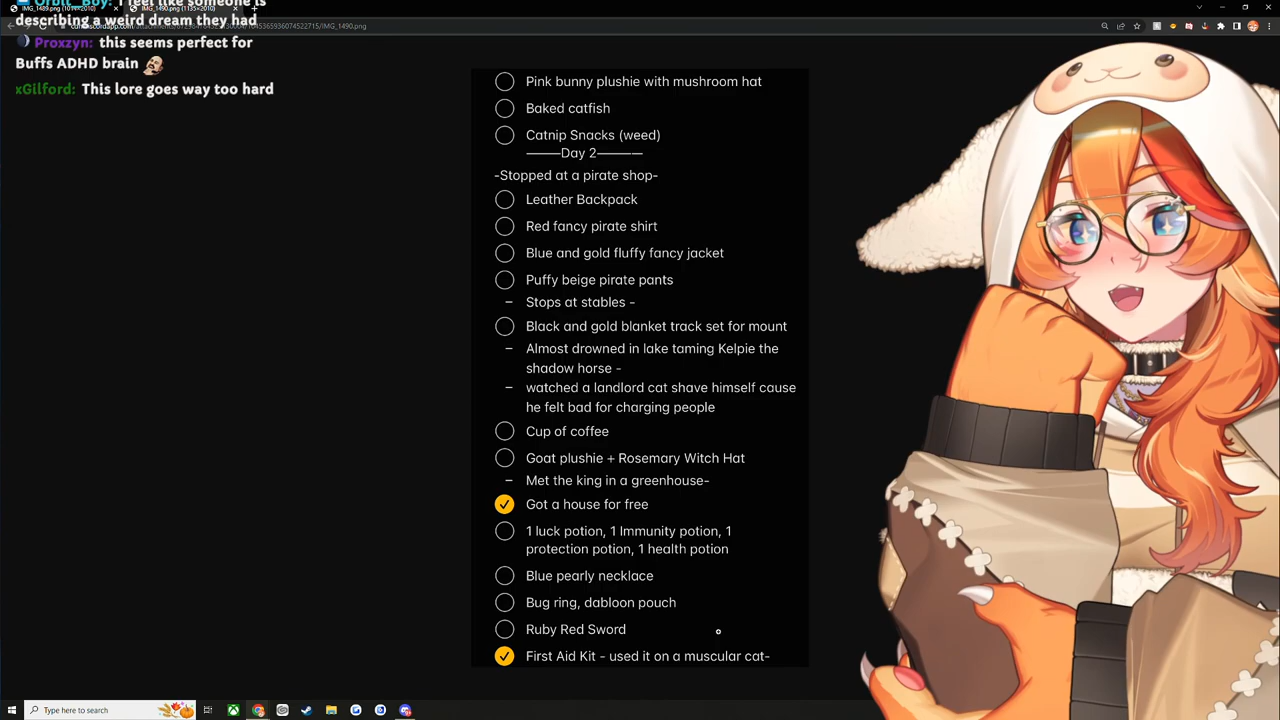 Orbit_Boy: I feel like someone is
describing a weird dream they had
Proxzyn: this seems perfect for
Buffs ADHD brain
xGilford: This lore goes way too hard
IMG_1490.png
Pink bunny plushie with mushroom hat
Baked catfish
Catnip Snacks (weed)
———Day 2————
-Stopped at a pirate shop-
Leather Backpack
Red fancy pirate shirt
Blue and gold fluffy fancy jacket
Puffy beige pirate pants
– Stops at stables -
Black and gold blanket track set for mount
– Almost drowned in lake taming Kelpie the
shadow horse -
– watched a landlord cat shave himself cause
he felt bad for charging people
Cup of coffee
Goat plushie + Rosemary Witch Hat
– Met the king in a greenhouse-
Got a house for free
1 luck potion, 1 Immunity potion, 1
protection potion, 1 health potion
Blue pearly necklace
Bug ring, dabloon pouch
Ruby Red Sword
First Aid Kit - used it on a muscular cat-
Type here to search